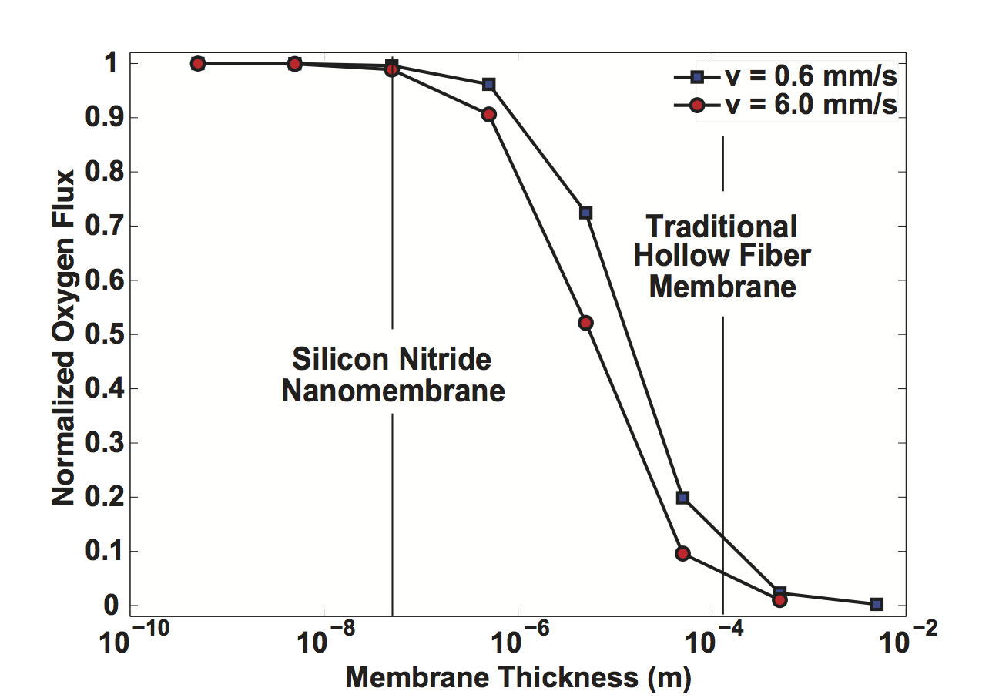 1
0.9
0.8
0.7
0.6
0.5
0.4
0.3
0.2
0.1
0
Normalized Oxygen Flux
v = 0.6 mm/s
v = 6.0 mm/s
Traditional
Hollow Fiber
Membrane
Silicon Nitride
Nanomembrane
10⁻¹⁰ 10⁻⁸ 10⁻⁶ 10⁻⁴ 10⁻²
Membrane Thickness (m)